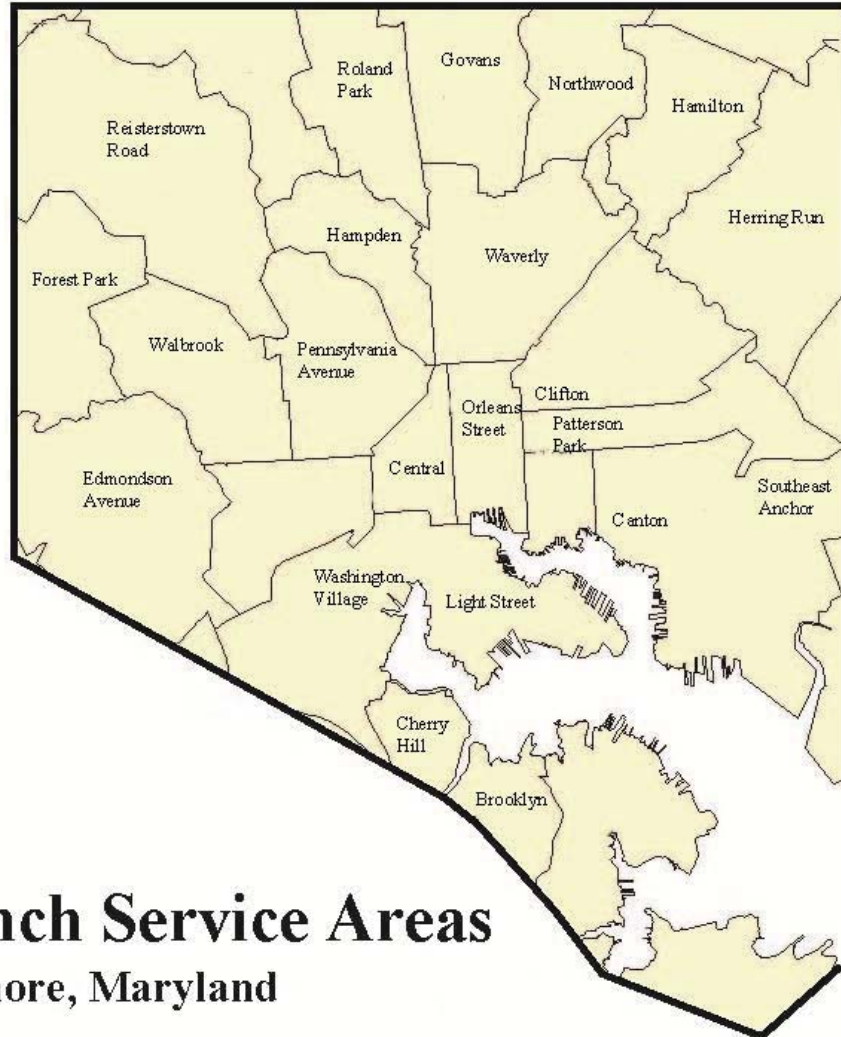 Govans
Roland
Park
Northwood
Hamilton
Reisterstown
Road
Herring Run
Hampden
Waverly
Forest Park
Walbrook
Pennsylvania
Avenue
Clifton
Orleans
Street
Patterson
Park
Central
Edmondson
Avenue
Southeast
Anchor
Canton
Washington
Village
Light Street
Cherry
Hill
Brooklyn
nch Service Areas
nore, Maryland